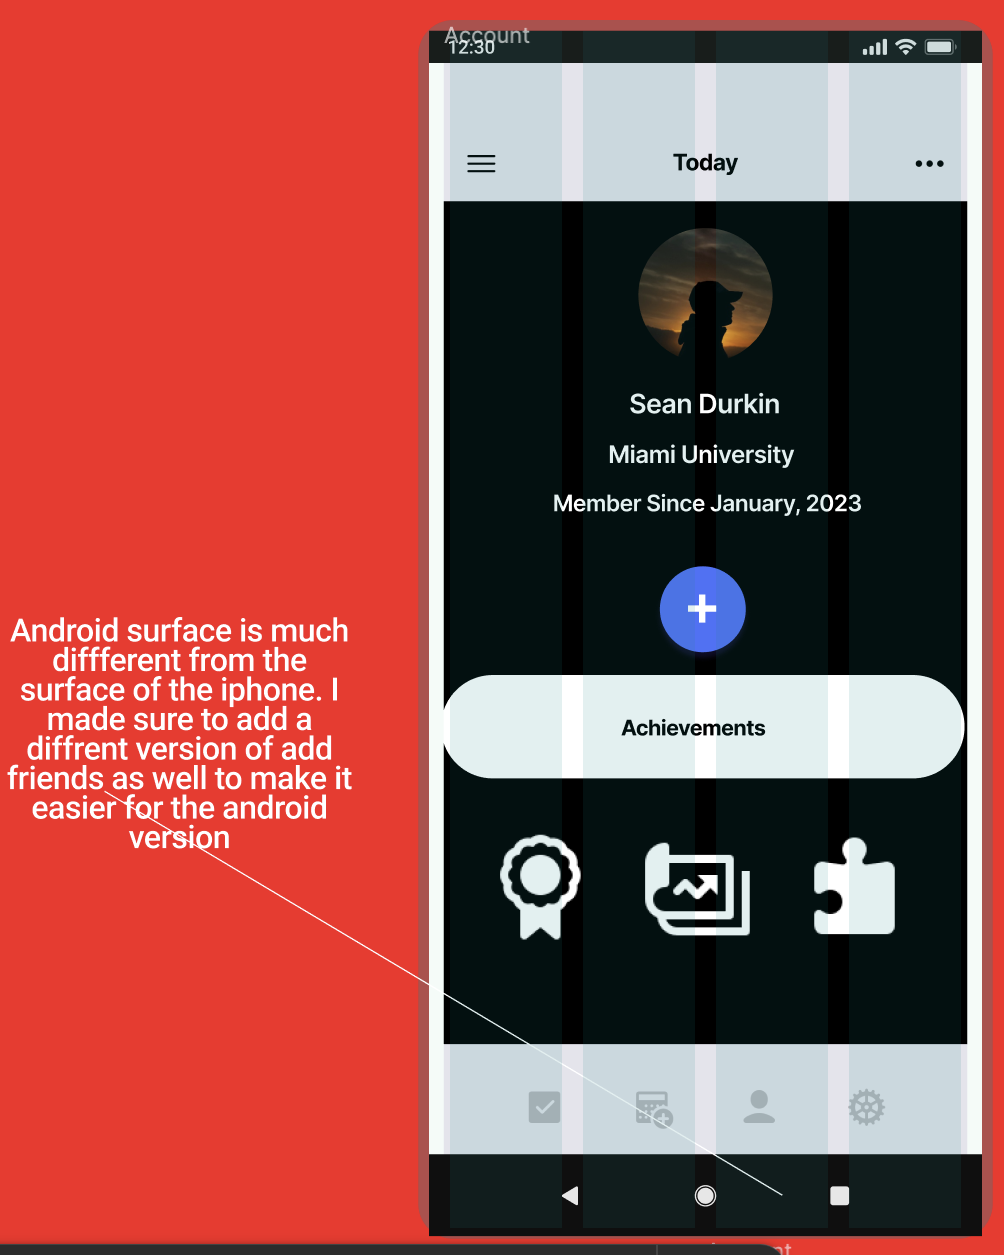 Account
12:30
Today
Sean Durkin
Miami University
Member Since January, 2023
Achievements
Android surface is much
diffferent from the
surface of the iphone. I
made sure to add a
diffrent version of add
friends as well to make it
easier for the android
version